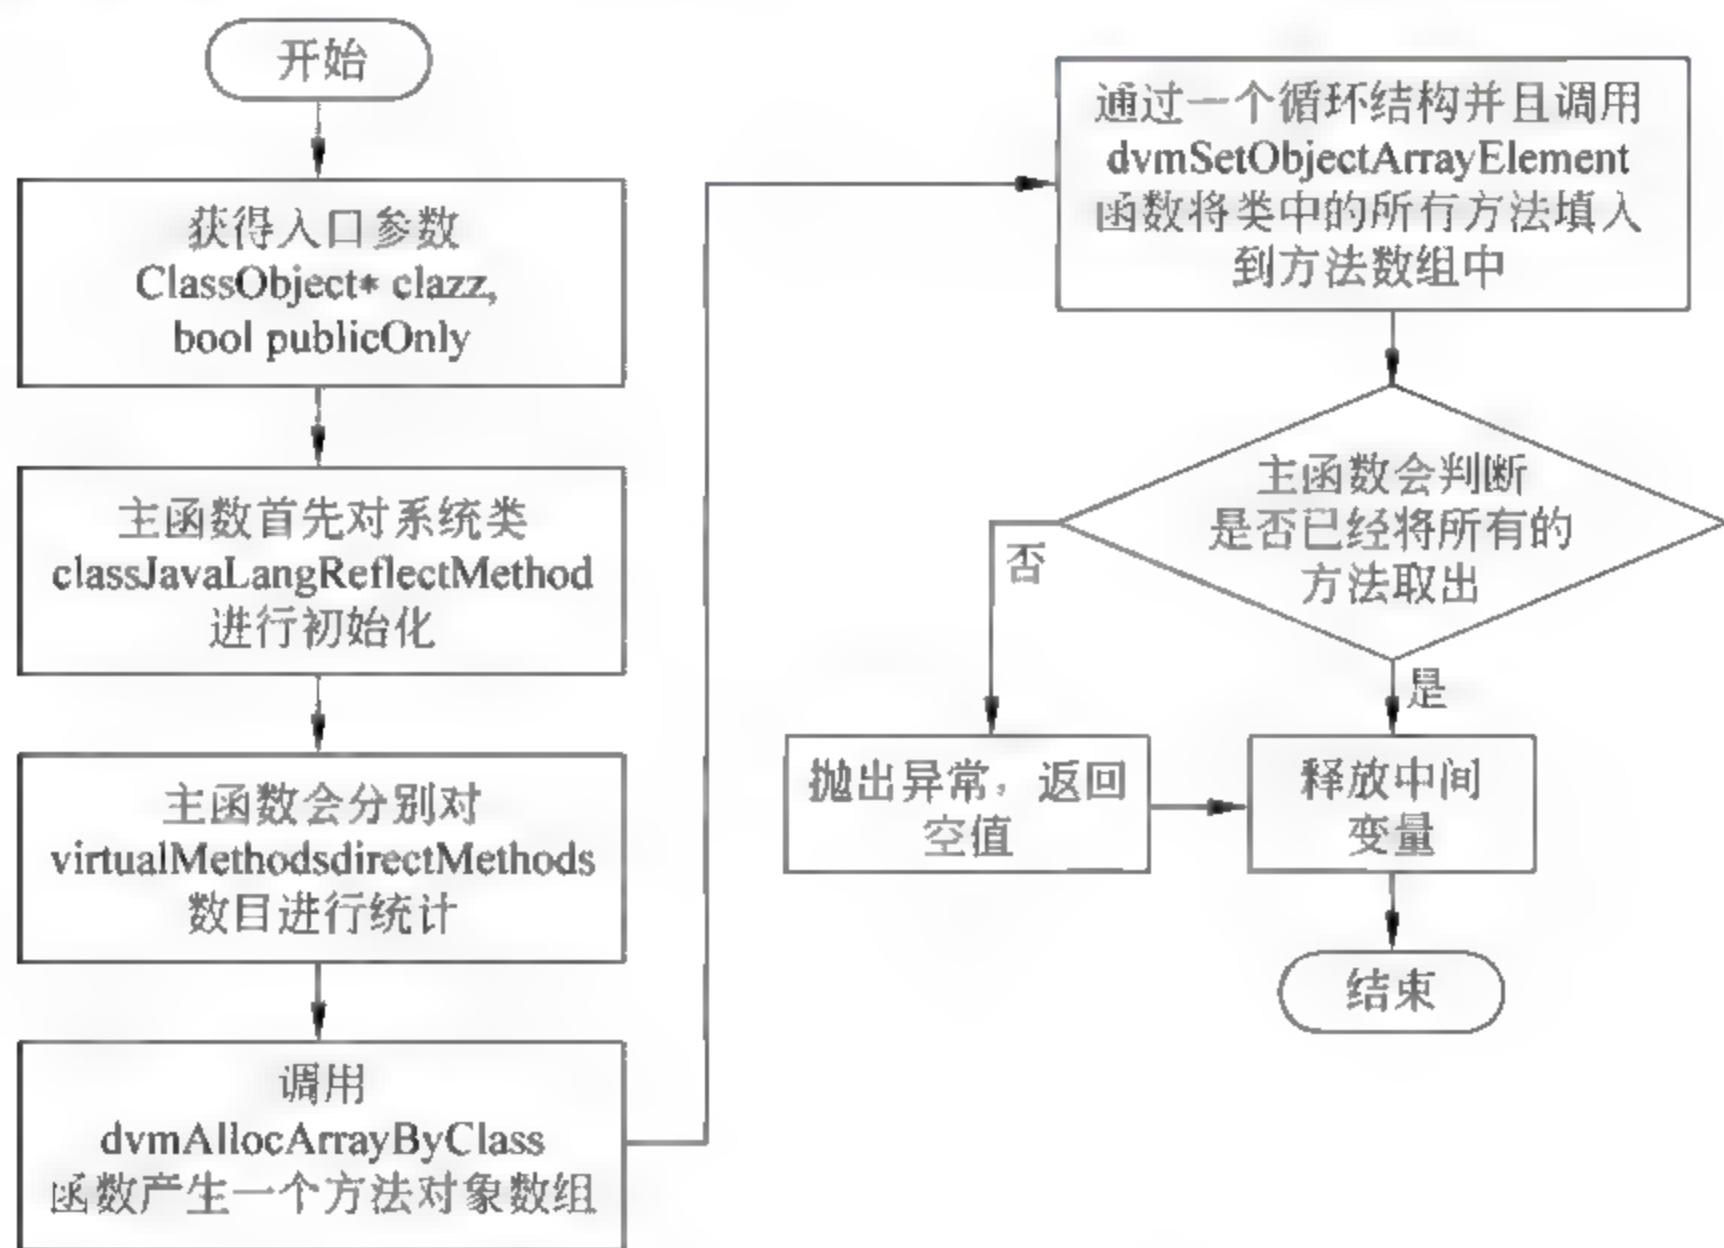 开始
获得入口参数
ClassObject* clazz,
bool publicOnly
主函数首先对系统类
classJavaLangReflectMethod
进行初始化
主函数会分别对
virtualMethodsdirectMethods
数目进行统计
调用
dvmAllocArrayByClass
函数产生一个方法对象数组
通过一个循环结构并且调用
dvmSetObjectArrayElement
函数将类中的所有方法填入
到方法数组中
主函数会判断
是否已经将所有的
方法取出
否
是
抛出异常，返回
空值
释放中间
变量
结束